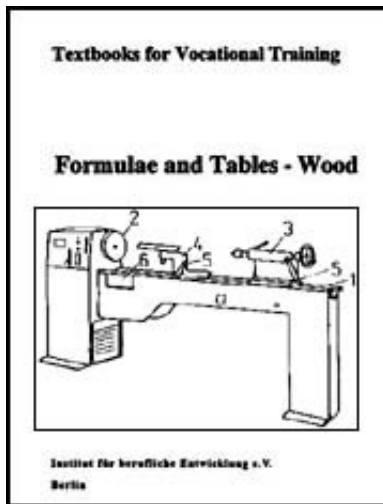 Textbooks for Vocational Training
Formulae and Tables - Wood
2
3
4
5
6
5
1
Institut für berufliche Entwicklung e.V.
Berlin